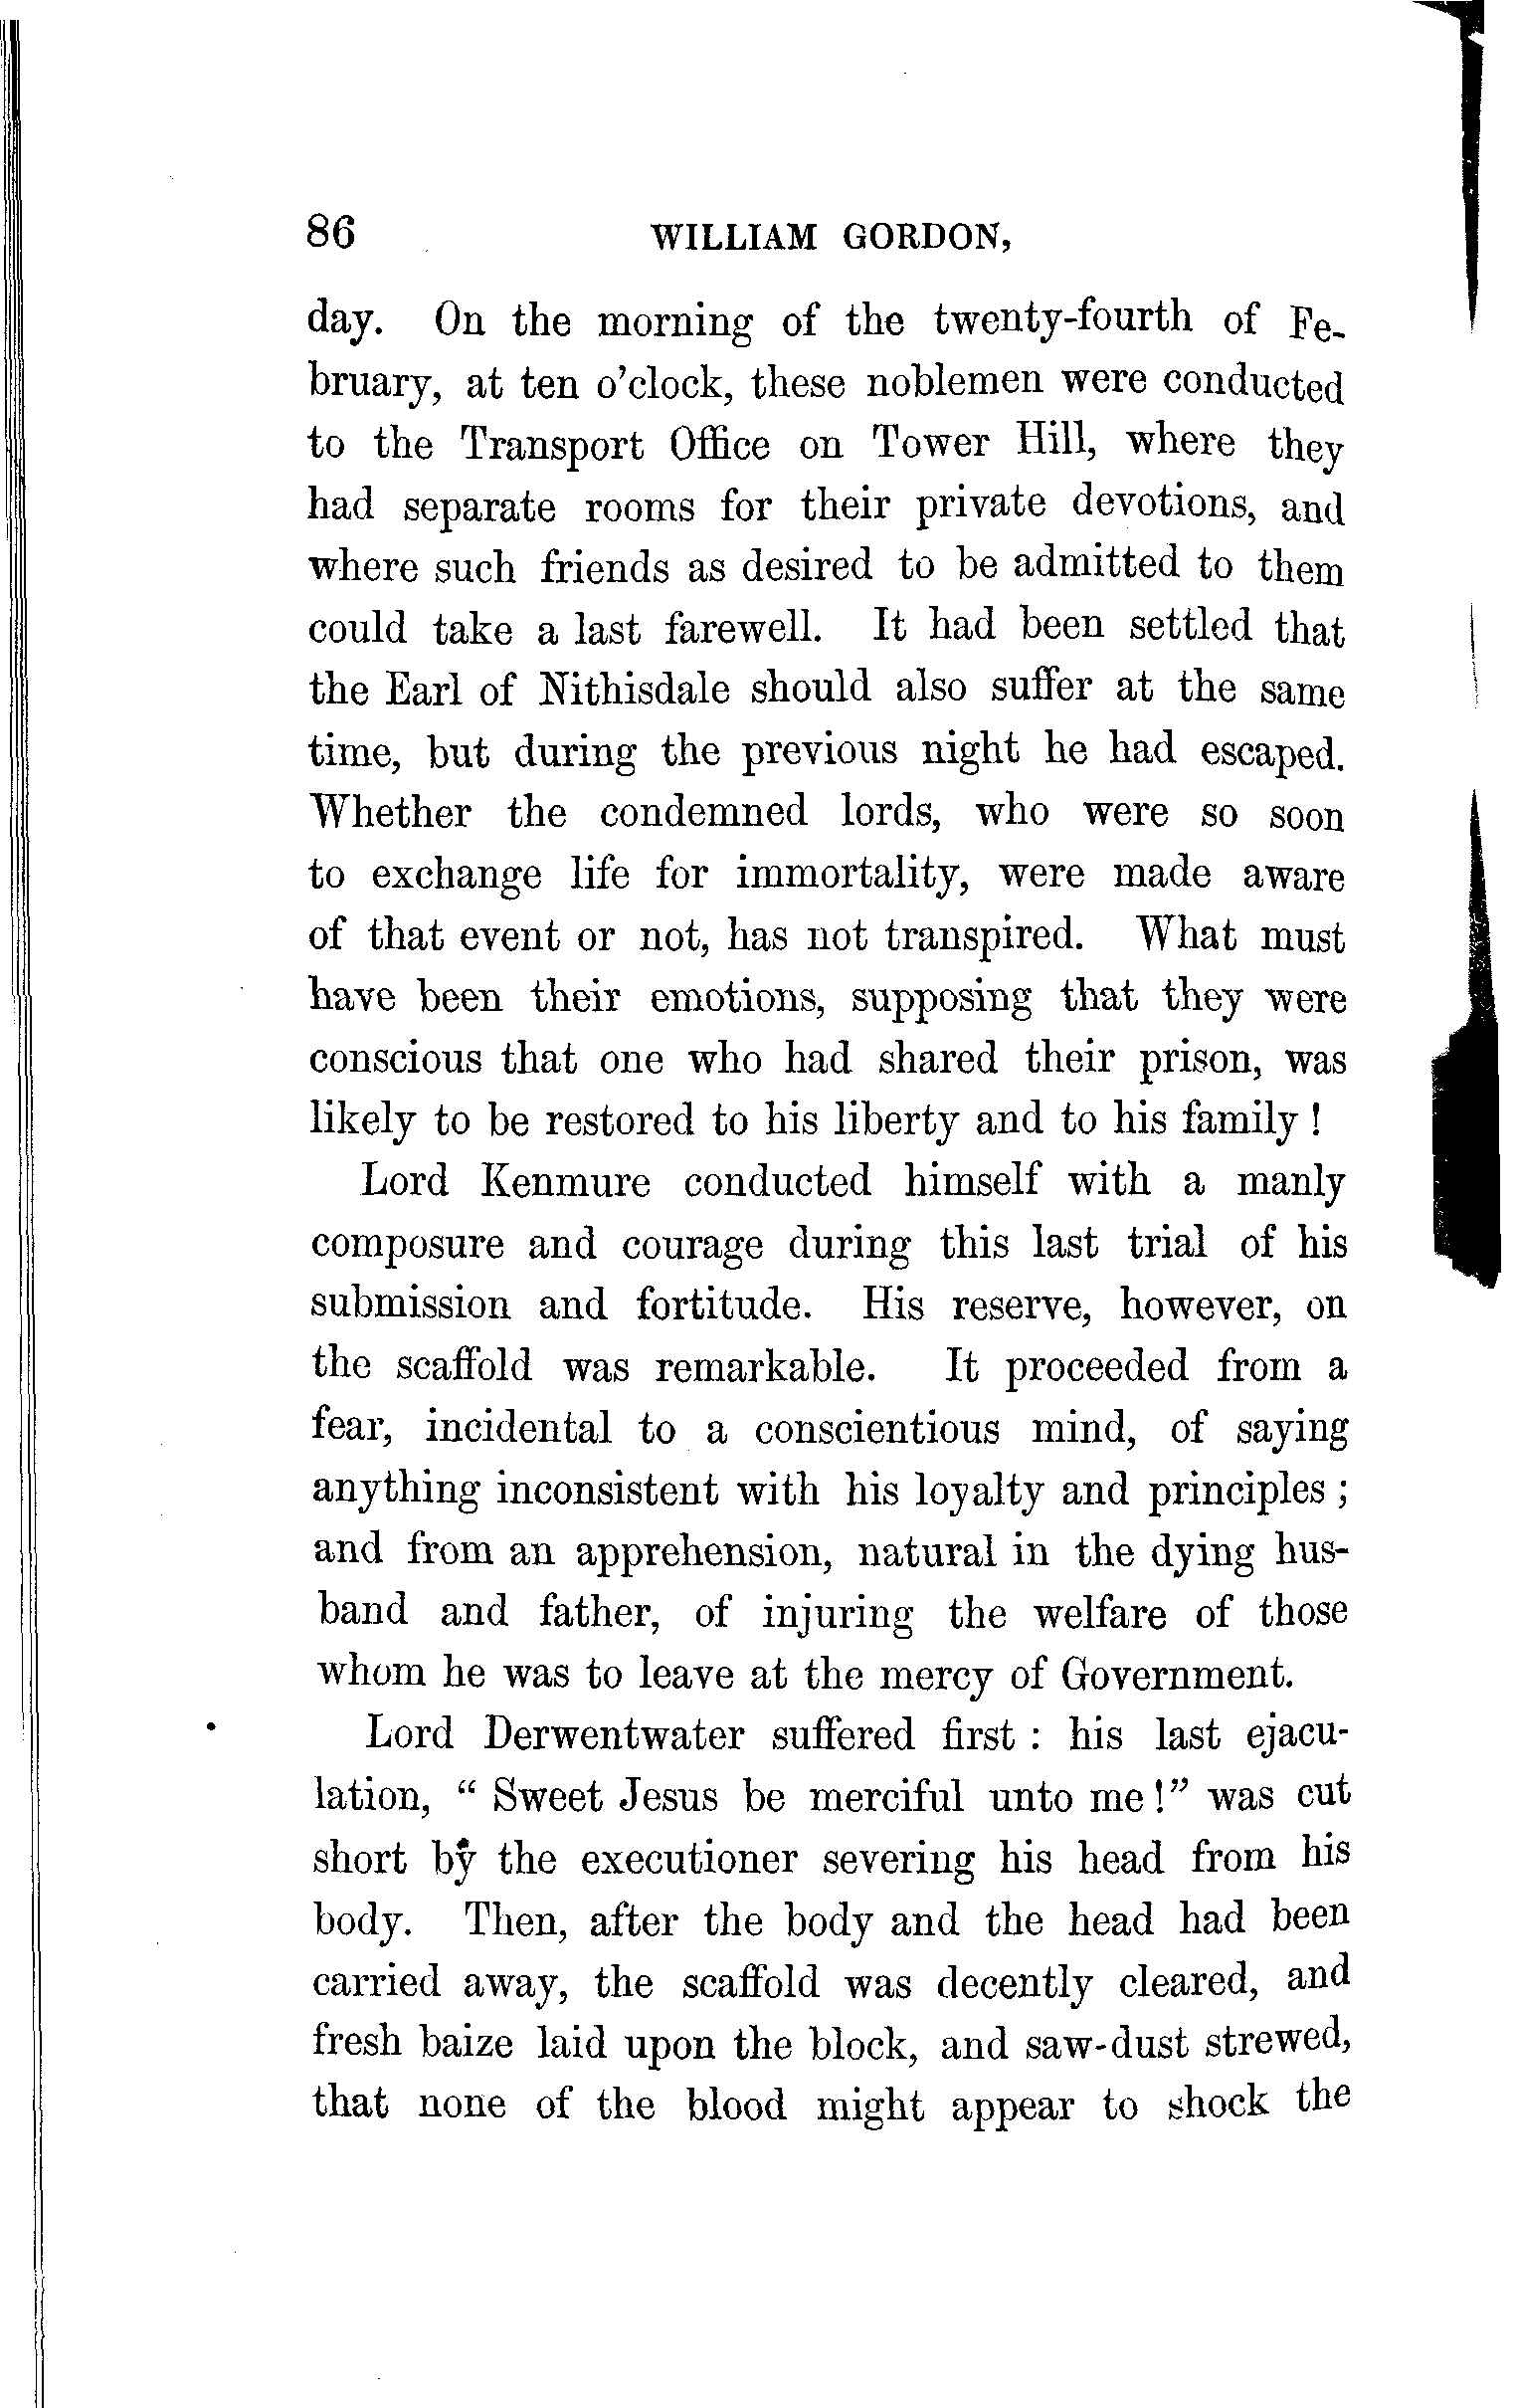 86 WILLIAM GORDON,
day. On the morning of the twenty-fourth of Fe-
bruary, at ten o'clock, these noblemen were conducted
to the Transport Office on Tower Hill, where they
had separate rooms for their private devotions, and
where such friends as desired to be admitted to them
could take a last farewell. It had been settled that
the Earl of Nithisdale should also suffer at the same
time, but during the previous night he had escaped.
Whether the condemned lords, who were so soon
to exchange life for immortality, were made aware
of that event or not, has not transpired. What must
have been their emotions, supposing that they were
conscious that one who had shared their prison, was
likely to be restored to his liberty and to his family !
Lord Kenmure conducted himself with a manly
composure and courage during this last trial of his
submission and fortitude. His reserve, however, on
the scaffold was remarkable. It proceeded from a
fear, incidental to a conscientious mind, of saying
anything inconsistent with his loyalty and principles ;
and from an apprehension, natural in the dying hus-
band and father, of injuring the welfare of those
whom he was to leave at the mercy of Government.
Lord Derwentwater suffered first : his last ejacu-
lation, “ Sweet Jesus be merciful unto me !” was cut
short by the executioner severing his head from his
body. Then, after the body and the head had been
carried away, the scaffold was decently cleared, and
fresh baize laid upon the block, and saw-dust strewed,
that none of the blood might appear to shock the